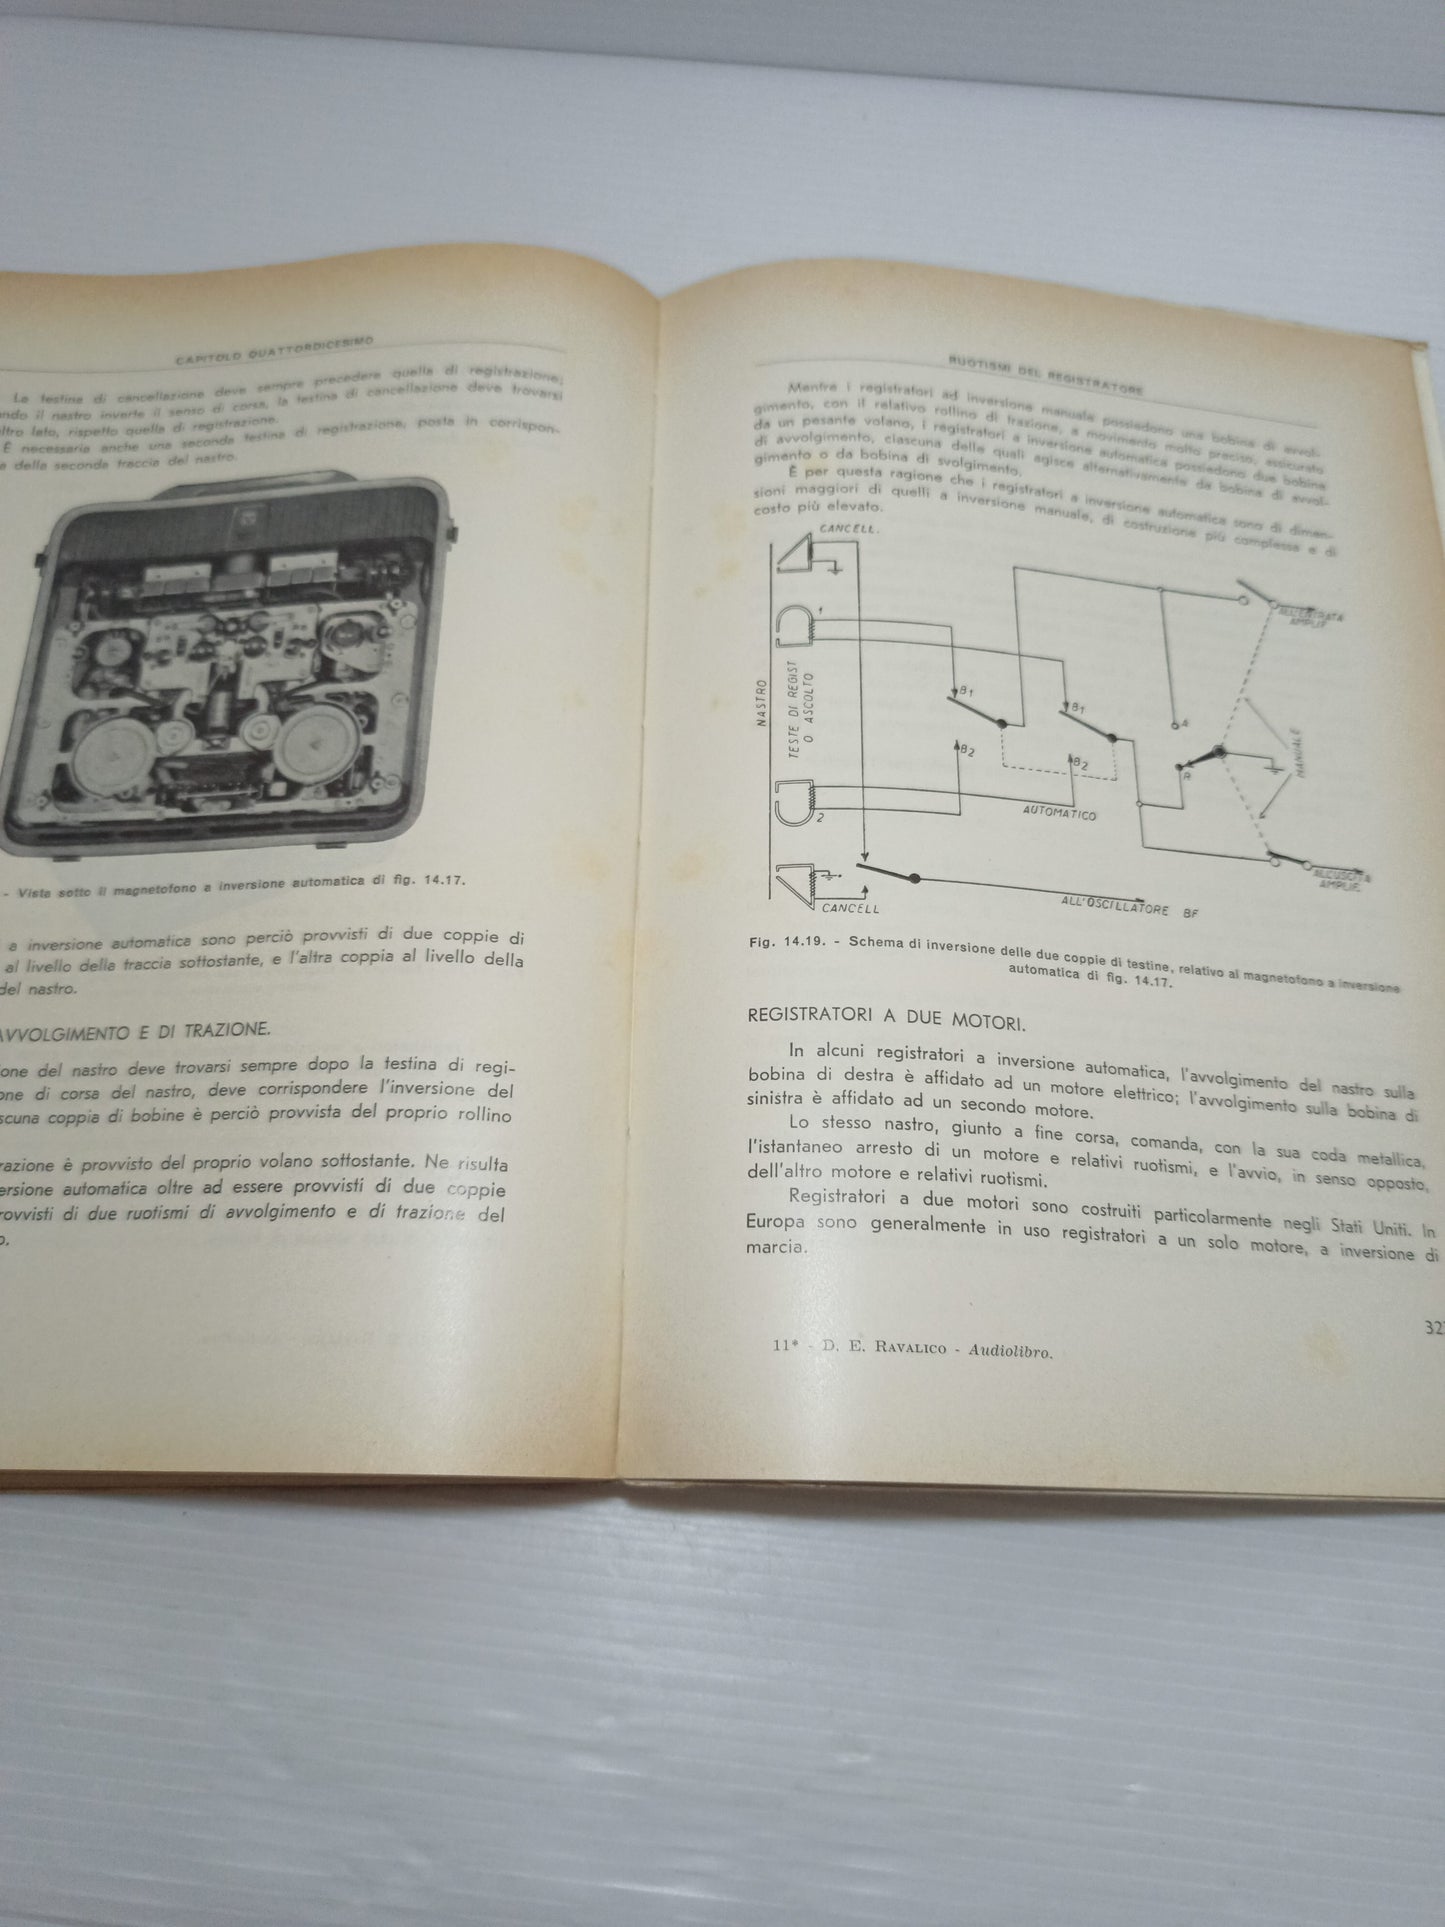 CAPITOLO QUATTORDICESIMO
La testina di cancellazione deve sempre precedere quella di registrazione;
ndo il nastro inverte il senso di corsa, la testina di cancellazione deve trovarsi
ltro lato, rispetto quella di registrazione.
È necessaria anche una seconda testina di registrazione, posta in corrispon-
a della seconda traccia del nastro.
- Vista sotto il magnetofono a inversione automatica di fig. 14.17.
a inversione automatica sono perciò provvisti di due coppie di
al livello della traccia sottostante, e l'altra coppia al livello della
del nastro.
AVVOLGIMENTO E DI TRAZIONE.
one del nastro deve trovarsi sempre dopo la testina di regi-
one di corsa del nastro, deve corrispondere l'inversione del
scuna coppia di bobine è perciò provvista del proprio rollino
razione è provvisto del proprio volano sottostante. Ne risulta
ersione automatica oltre ad essere provvisti di due coppie
rovvisti di due ruotismi di avvolgimento e di trazione del
o.
RUOTISMI DEL REGISTRATORE
Mentre i registratori ad inversione manuale possiedono una bobina di avvol-
gimento, con il relativo rollino di trazione, a movimento molto preciso, assicurato
da un pesante volano, i registratori a inversione automatica possiedono due bobine
di avvolgimento, ciascuna delle quali agisce alternativamente da bobina di avvol-
gimento o da bobina di svolgimento.
È per questa ragione che i registratori a inversione automatica sono di dimen-
sioni maggiori di quelli a inversione manuale, di costruzione più complessa e di
costo più elevato.
CANCELL.
1
ALL'ENTRATA
AMPLIF.
NASTRO
TESTE DI REGIST
O ASCOLTO
B1
B1
A
B2
B2
R
MANUALE
2
AUTOMATICO
ALL'USCITA
AMPLIF.
CANCELL
ALL'OSCILLATORE BF
Fig. 14.19. - Schema di inversione delle due coppie di testine, relativo al magnetofono a inversione
automatica di fig. 14.17.
REGISTRATORI A DUE MOTORI.
In alcuni registratori a inversione automatica, l'avvolgimento del nastro sulla
bobina di destra è affidato ad un motore elettrico; l'avvolgimento sulla bobina di
sinistra è affidato ad un secondo motore.
Lo stesso nastro, giunto a fine corsa, comanda, con la sua coda metallica,
l'istantaneo arresto di un motore e relativi ruotismi, e l'avvio, in senso opposto,
dell'altro motore e relativi ruotismi.
Registratori a due motori sono costruiti particolarmente negli Stati Uniti. In
Europa sono generalmente in uso registratori a un solo motore, a inversione di
marcia.
32
11* - D. E. RAVALICO - Audiolibro.